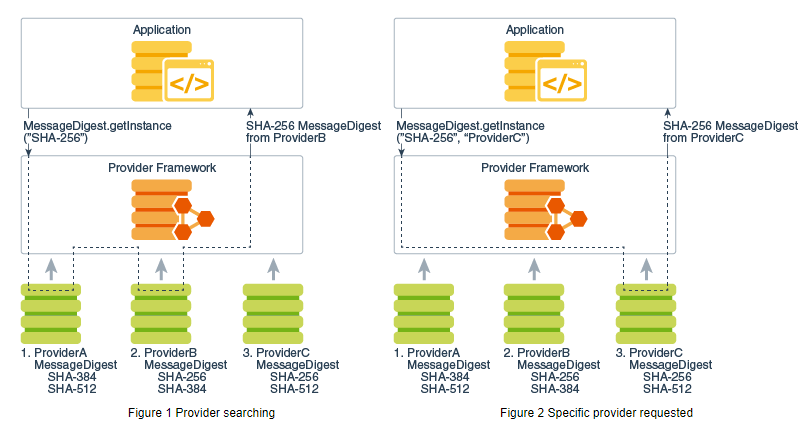 Application
</>
MessageDigest.getInstance
("SHA-256")
SHA-256 MessageDigest
from ProviderB
Provider Framework
1. ProviderA
MessageDigest
SHA-384
SHA-512
2. ProviderB
MessageDigest
SHA-256
SHA-384
3. ProviderC
MessageDigest
SHA-256
SHA-512
Figure 1 Provider searching
Application
</>
MessageDigest.getInstance
("SHA-256", “ProviderC")
SHA-256 MessageDigest
from ProviderC
Provider Framework
1. ProviderA
MessageDigest
SHA-384
SHA-512
2. ProviderB
MessageDigest
SHA-256
SHA-384
3. ProviderC
MessageDigest
SHA-256
SHA-512
Figure 2 Specific provider requested